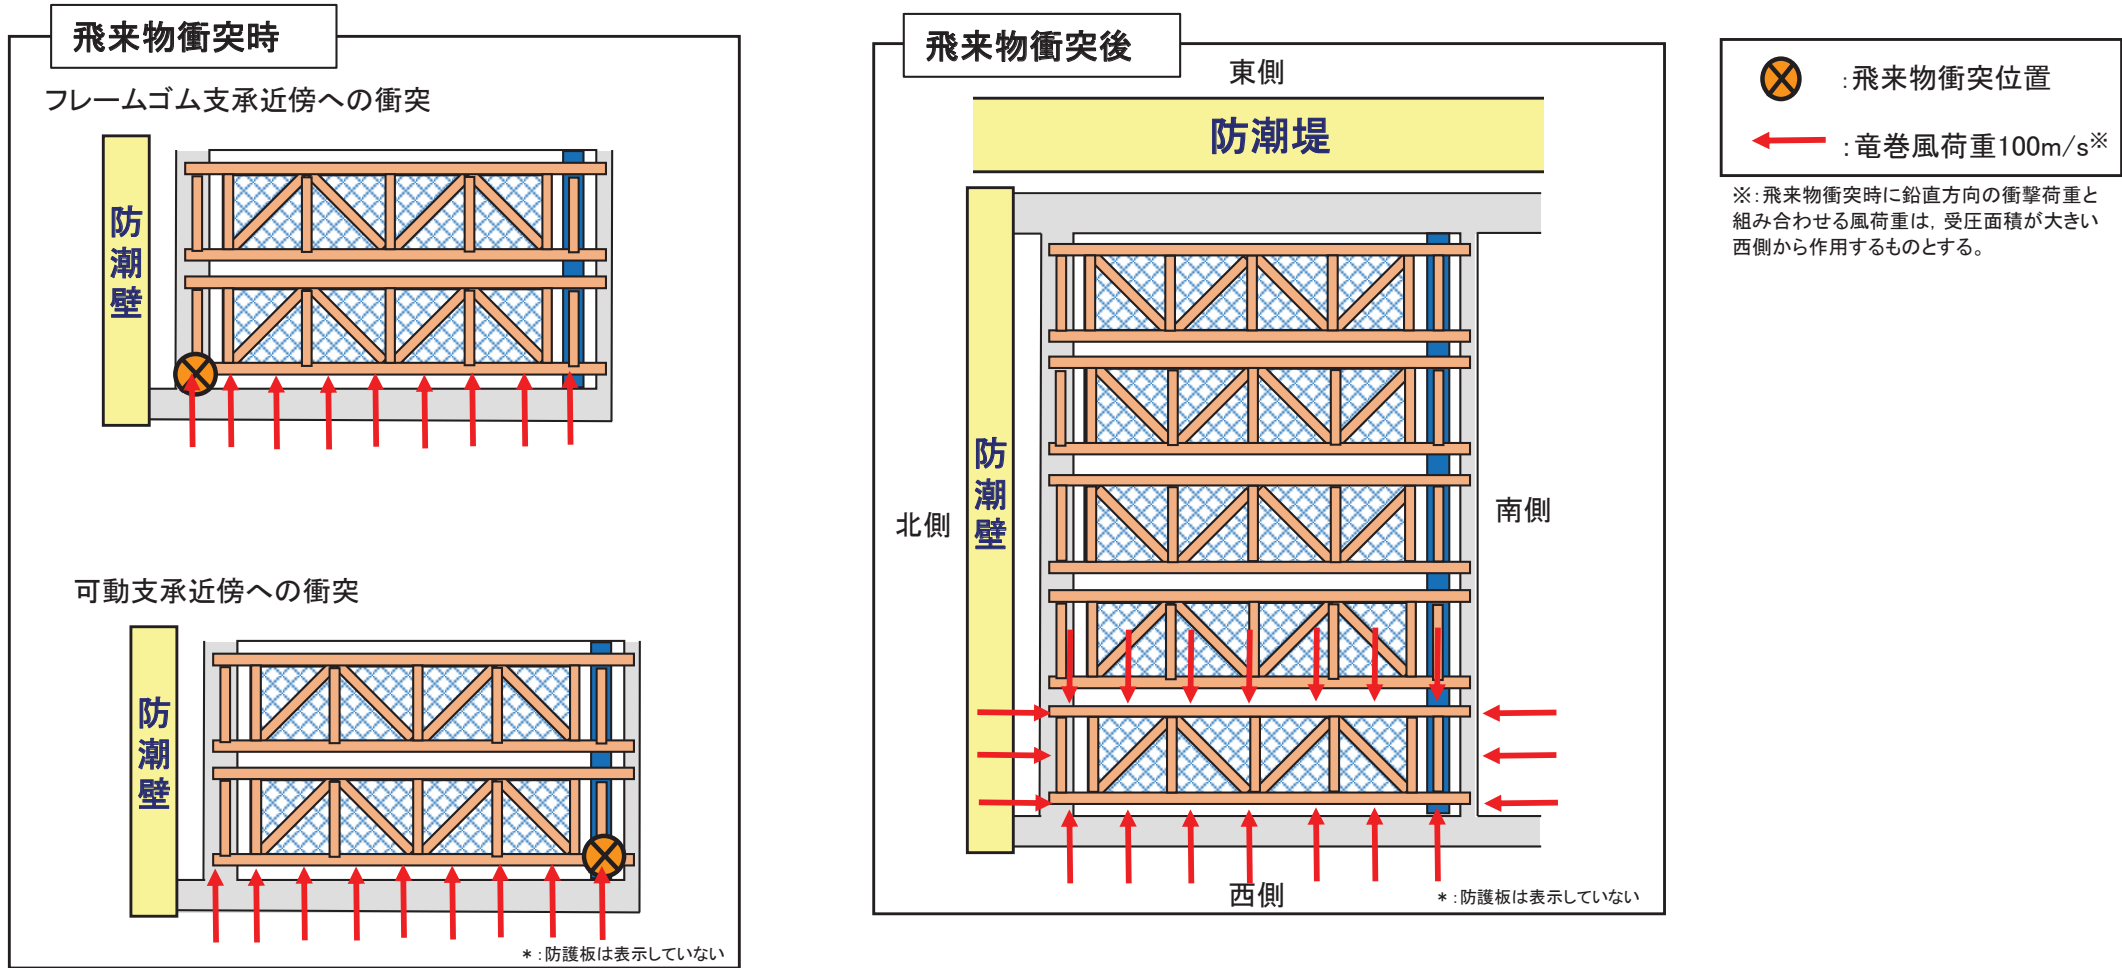 飛来物衝突時
フレームゴム支承近傍への衝突
防潮壁
可動支承近傍への衝突
防潮壁
*:防護板は表示していない
飛来物衝突後
東側
防潮堤
防潮壁
北側
南側
西側
*:防護板は表示していない
:飛来物衝突位置
:竜巻風荷重100m/s※
※:飛来物衝突時に鉛直方向の衝撃荷重と
組み合わせる風荷重は，受圧面積が大きい
西側から作用するものとする。